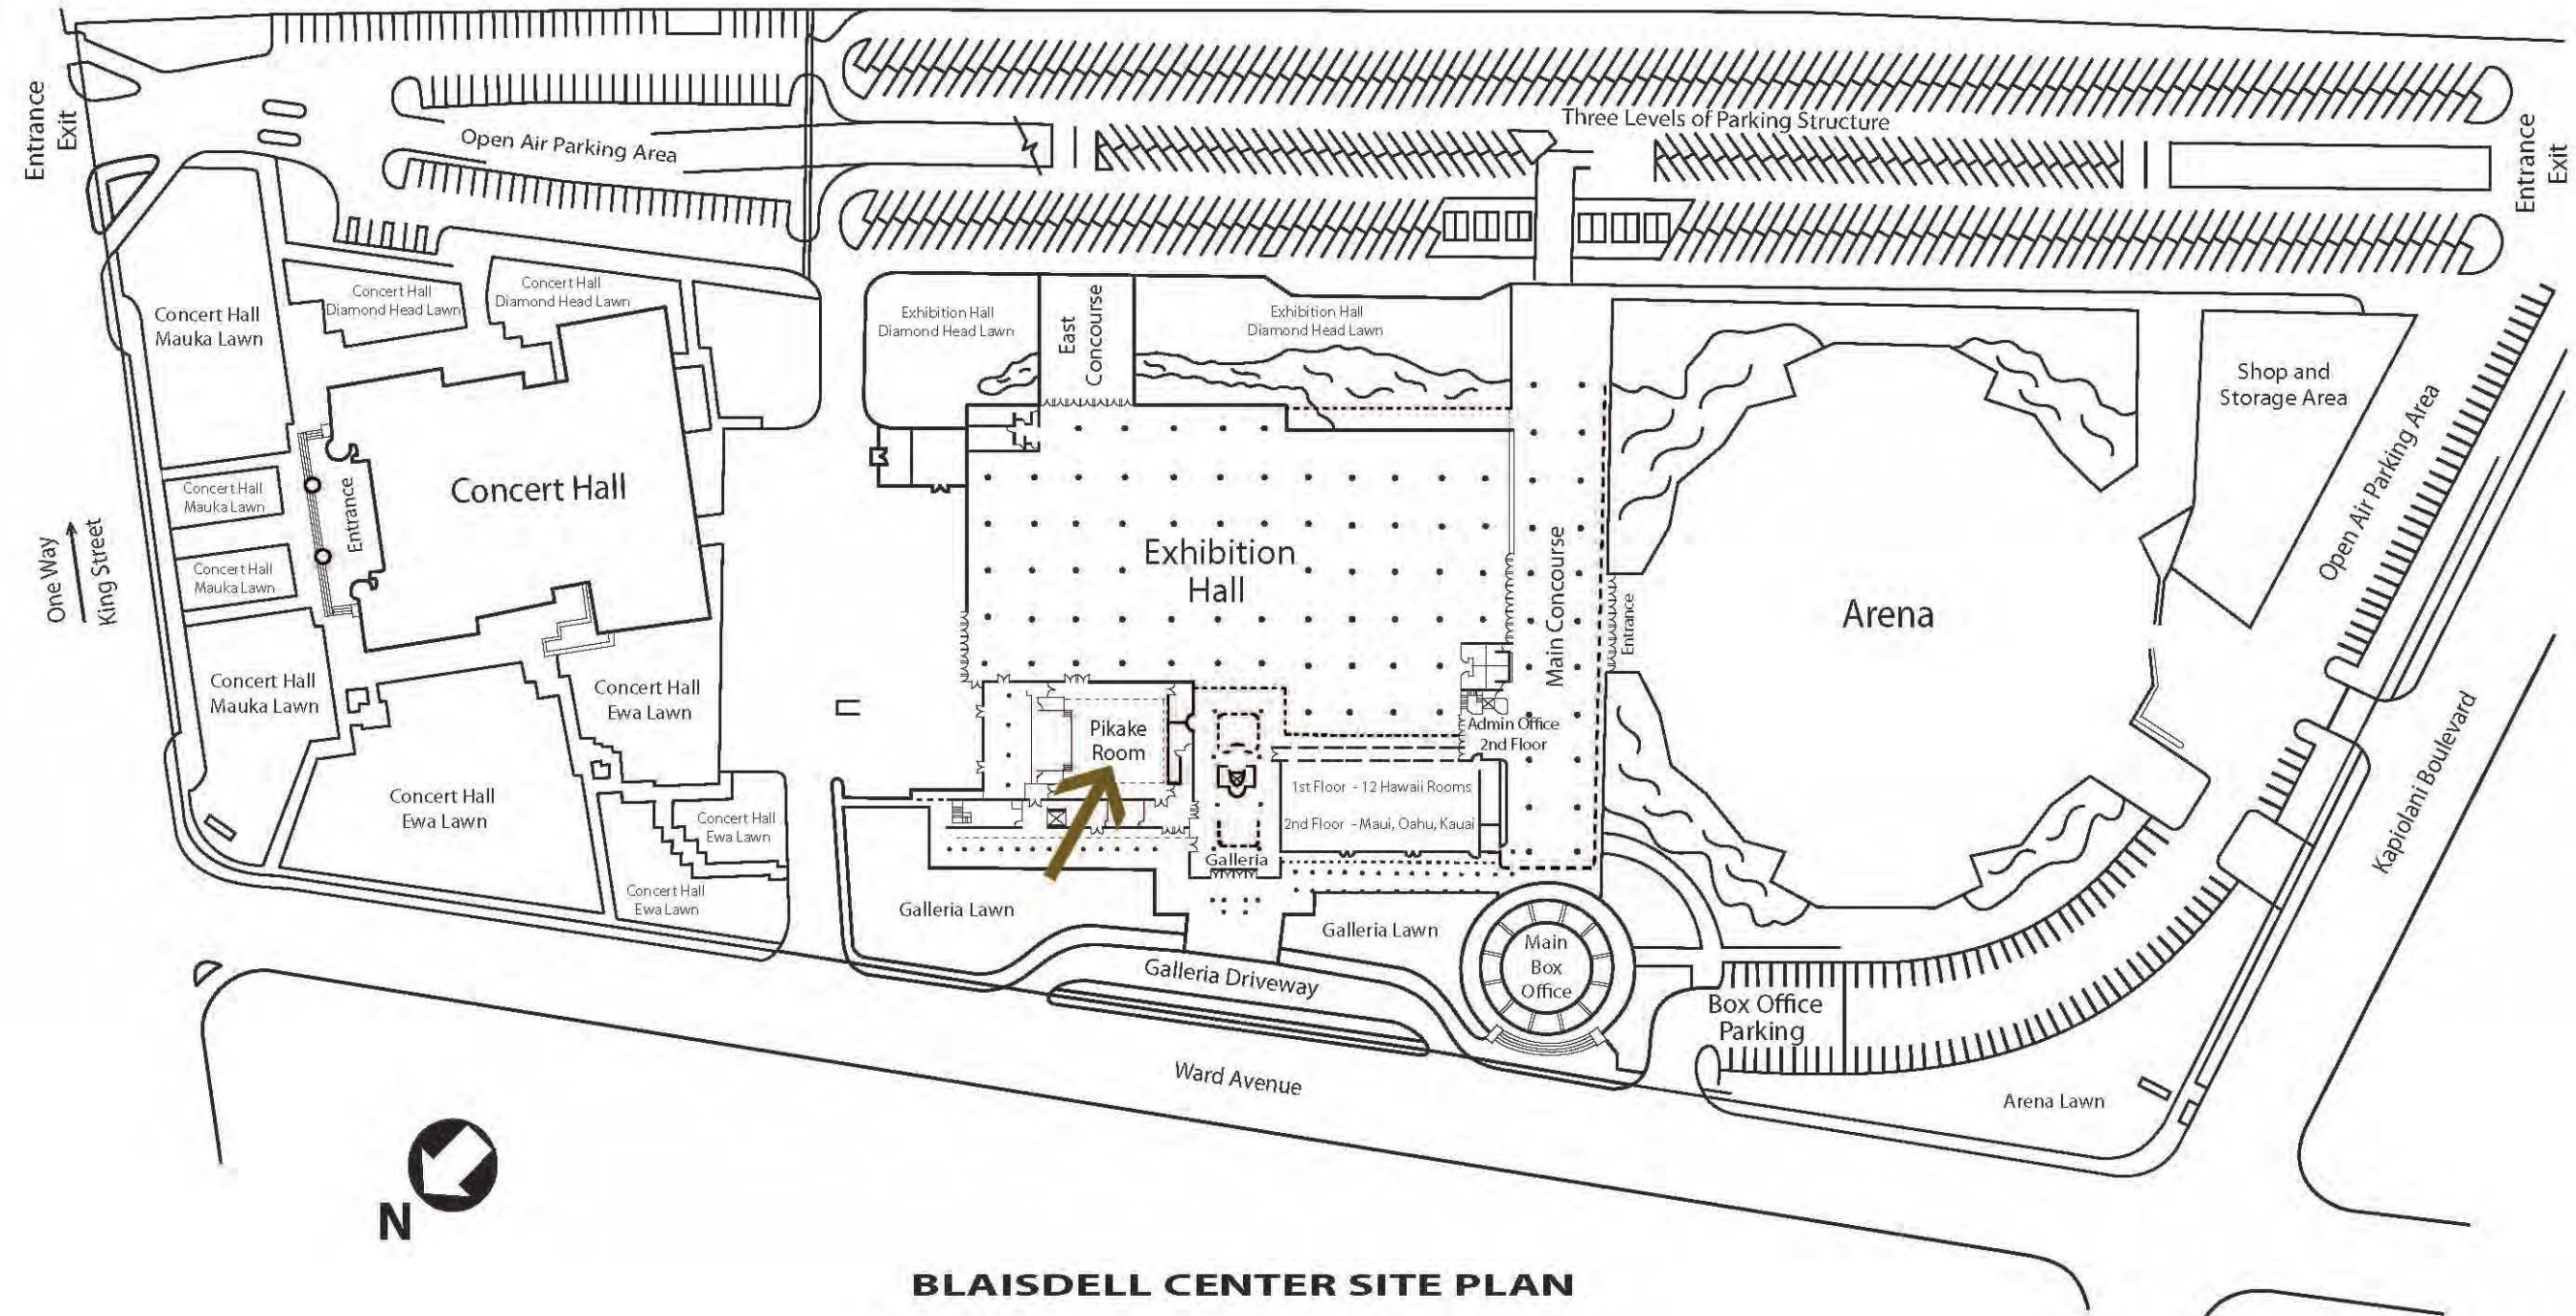 Entrance
Exit
Open Air Parking Area
Three Levels of Parking Structure
Entrance
Exit
Concert Hall
Mauka Lawn
Concert Hall
Diamond Head Lawn
Concert Hall
Diamond Head Lawn
Exhibition Hall
Diamond Head Lawn
East
Concourse
Exhibition Hall
Diamond Head Lawn
Shop and
Storage Area
Open Air Parking Area
Concert Hall
Mauka Lawn
Entrance
Concert Hall
One Way
King Street
Concert Hall
Mauka Lawn
Exhibition
Hall
Main Concourse
Entrance
Arena
Concert Hall
Mauka Lawn
Concert Hall
Ewa Lawn
Pikake
Room
Admin Office
2nd Floor
Kapiolani Boulevard
Concert Hall
Ewa Lawn
Concert Hall
Ewa Lawn
1st Floor - 12 Hawaii Rooms
2nd Floor - Maui, Oahu, Kauai
Galleria
Concert Hall
Ewa Lawn
Galleria Lawn
Galleria Lawn
Main
Box
Office
Galleria Driveway
Box Office
Parking
Ward Avenue
Arena Lawn
N
BLAISDELL CENTER SITE PLAN